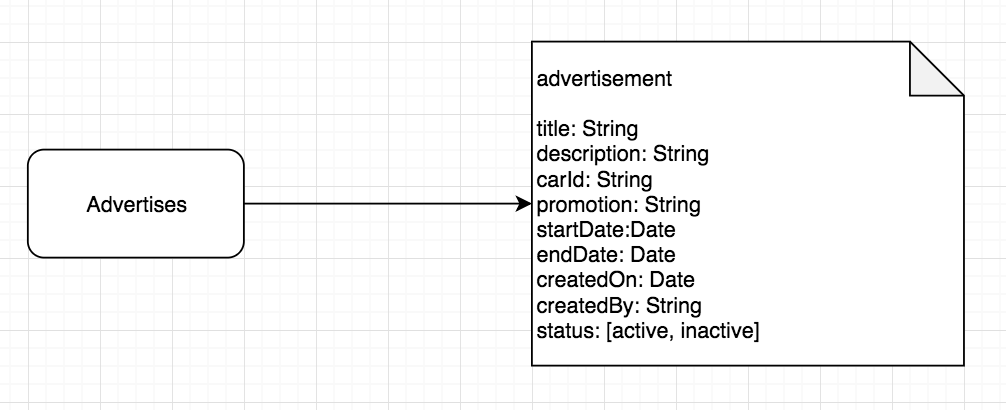 Advertises
advertisement
title: String
description: String
carId: String
promotion: String
startDate:Date
endDate: Date
createdOn: Date
createdBy: String
status: [active, inactive]